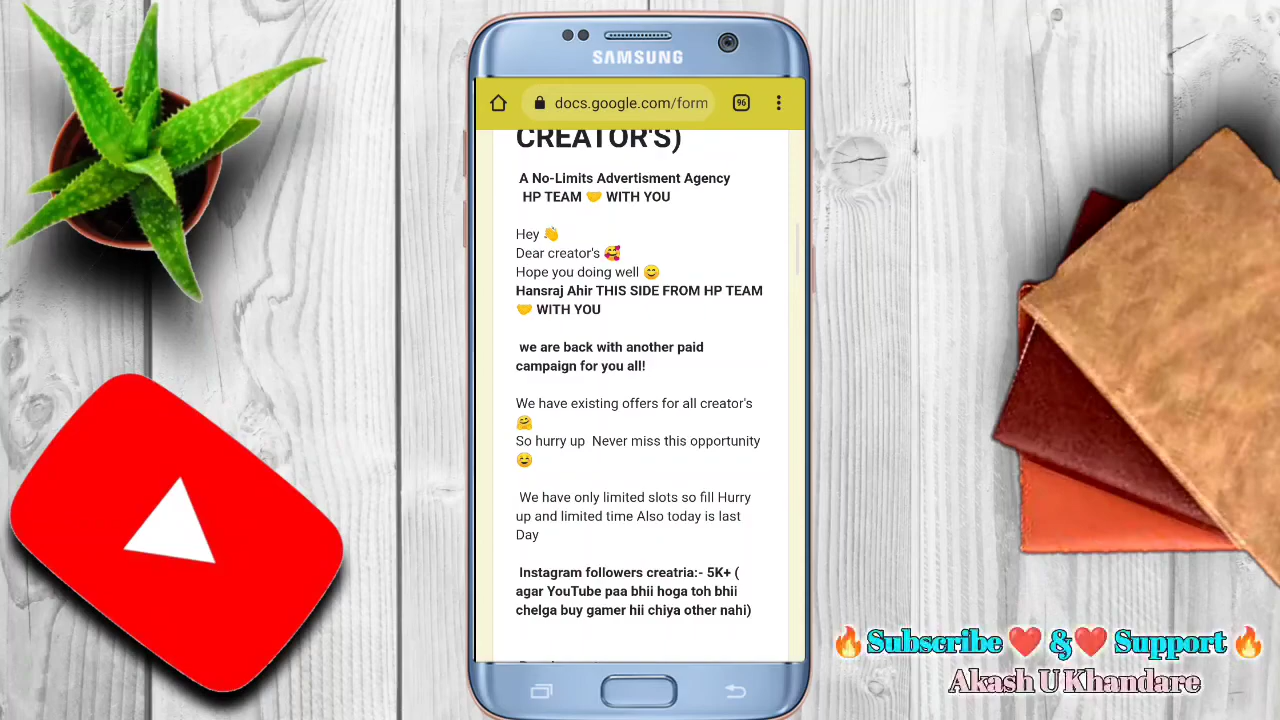 SAMSUNG
docs.google.com/form
96
CREATOR'S)
A No-Limits Advertisment Agency
HP TEAM 🤝 WITH YOU
Hey 👋
Dear creator's 🥰
Hope you doing well 😊
Hansraj Ahir THIS SIDE FROM HP TEAM
🤝 WITH YOU
we are back with another paid
campaign for you all!
We have existing offers for all creator's
🤗
So hurry up Never miss this opportunity
☺️
We have only limited slots so fill Hurry
up and limited time Also today is last
Day
Instagram followers creatria:- 5K+ (
agar YouTube paa bhii hoga toh bhii
chelga buy gamer hii chiya other nahi)
🔥Subscribe ❤️ &❤️ Support 🔥
Akash U Khandare